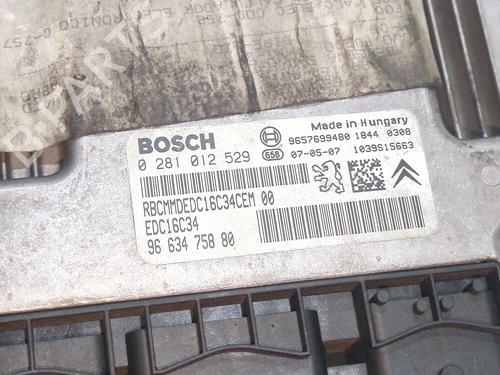 BOSCH
0 281 012 529
Made in Hungary
9657699480 1844 0308
656 07-05-07 1039S15663
RBCMMDEDC16C34CEM 00
EDC16C34
96 634 758 80